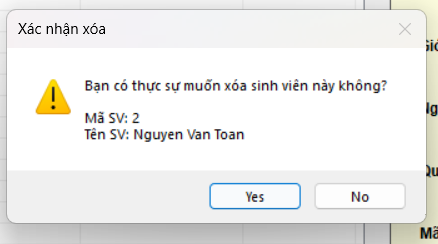 Xác nhận xóa
Bạn có thực sự muốn xóa sinh viên này không?
Mã SV: 2
Tên SV: Nguyen Van Toan
Yes
No
Mã